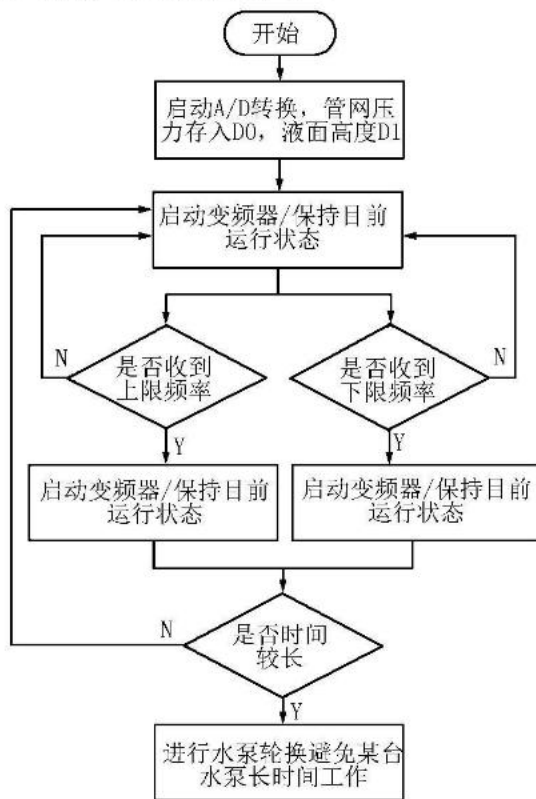 开始
启动A/D转换，管网压
力存入D0，液面高度D1
启动变频器/保持目前
运行状态
N
是否收到
上限频率
是否收到
下限频率
N
Y
Y
启动变频器/保持目前
运行状态
启动变频器/保持目前
运行状态
N
是否时间
较长
Y
进行水泵轮换避免某台
水泵长时间工作